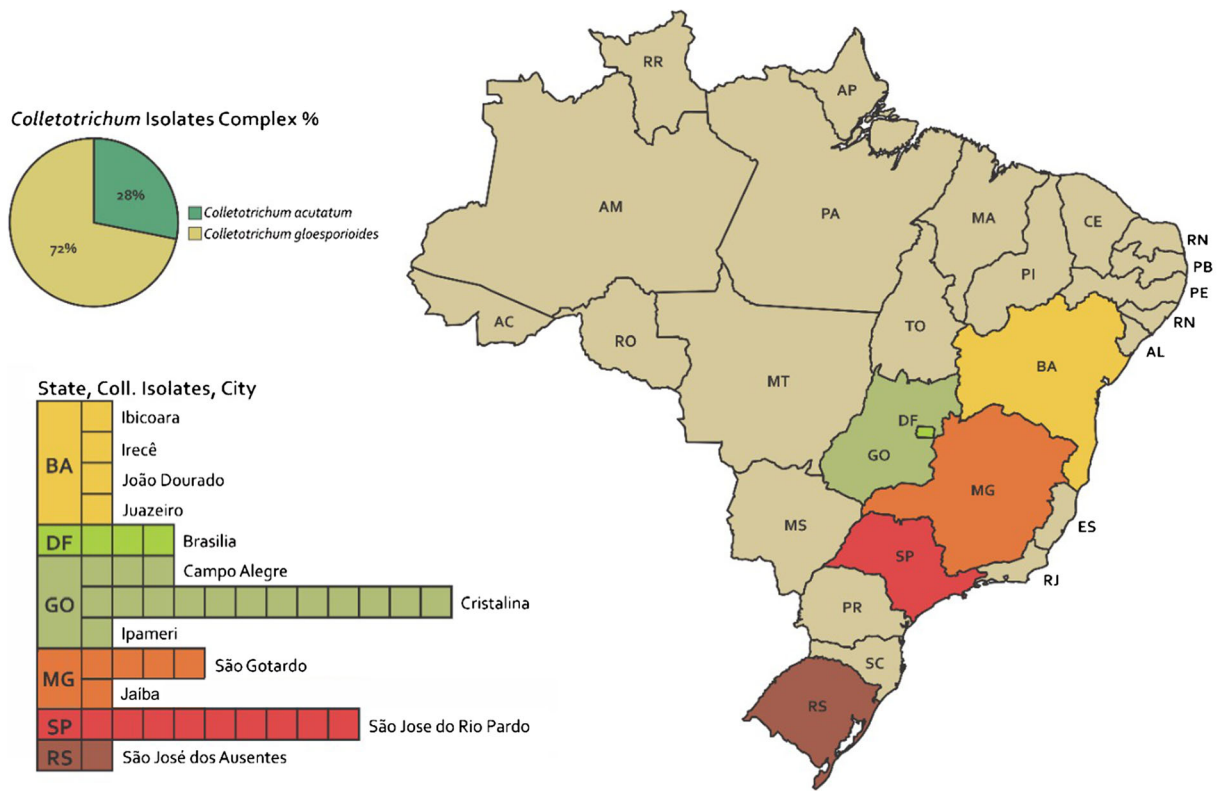 Colletotrichum Isolates Complex %
28%
72%
Colletotrichum acutatum
Colletotrichum gloesporioides
State, Coll. Isolates, City
BA
Ibicoara
Irecê
João Dourado
Juazeiro
DF
Brasilia
GO
Campo Alegre
Cristalina
Ipameri
MG
São Gotardo
Jaíba
SP
São Jose do Rio Pardo
RS
São José dos Ausentes
RR
AP
AM
PA
MA
CE
RN
PB
PI
PE
RN
AC
RO
TO
AL
BA
MT
DF
GO
MG
MS
ES
SP
RJ
PR
SC
RS